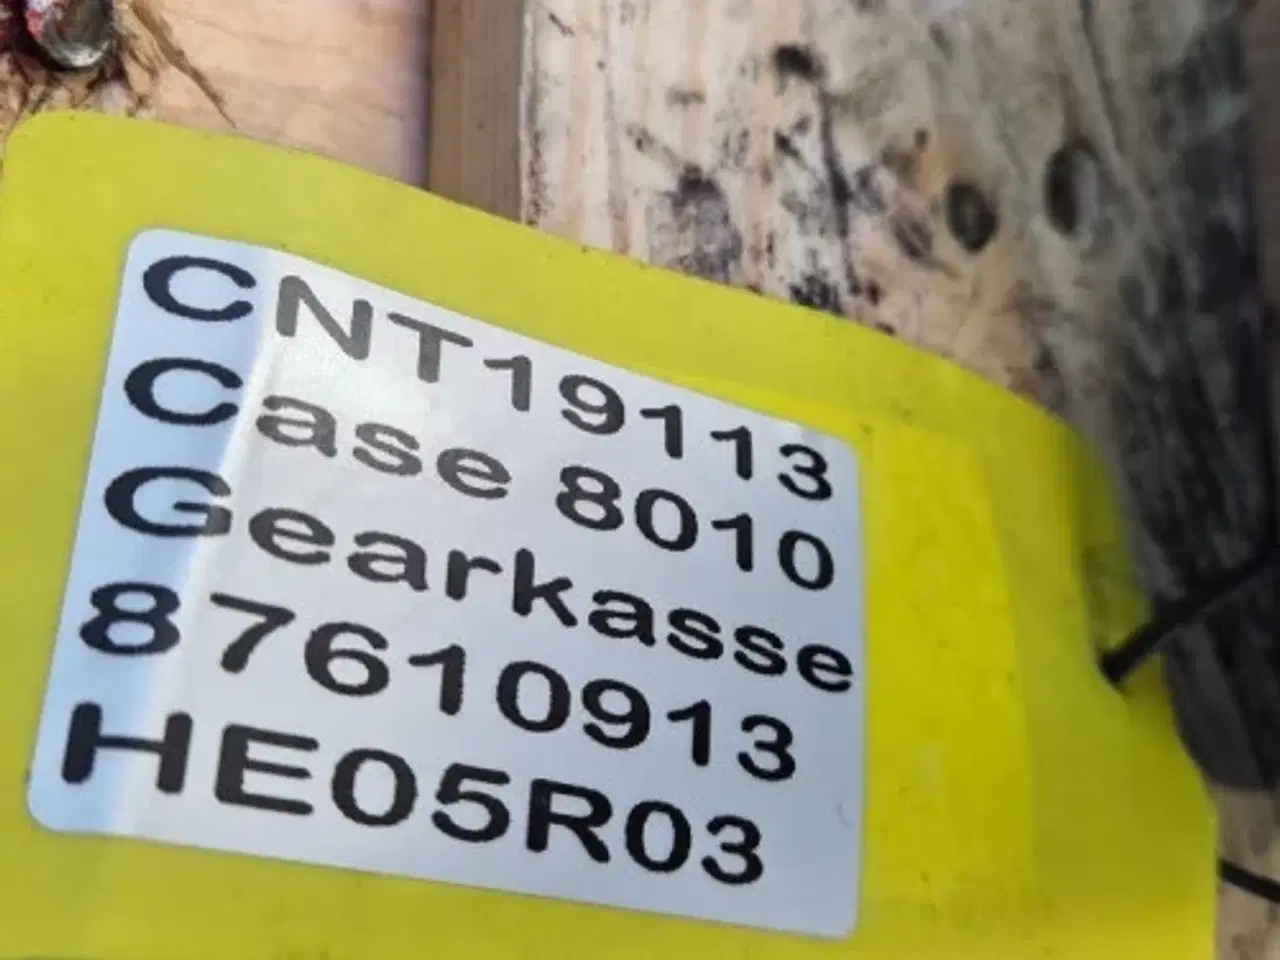 CNT19113
Case 8010
Gearkasse
87610913
HE05R03